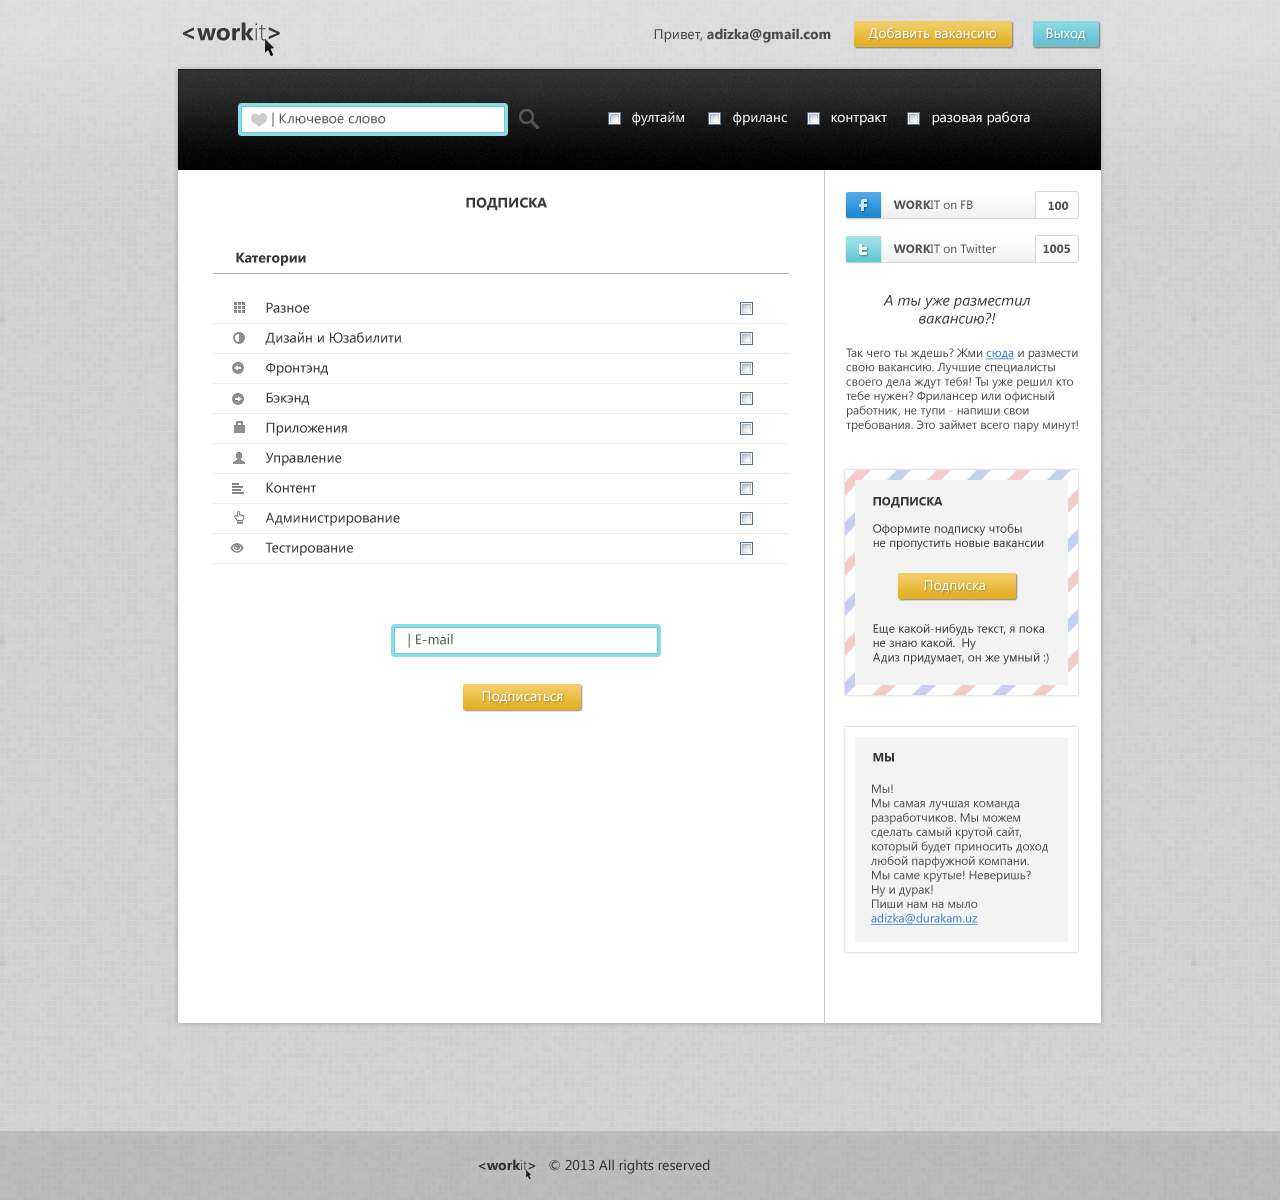 <workit>
Привет, adizka@gmail.com
Добавить вакансию
Выход
| Ключевое слово
фултайм
фриланс
контракт
разовая работа
ПОДПИСКА
Категории
Разное
Дизайн и Юзабилити
Фронтэнд
Бэкэнд
Приложения
Управление
Контент
Администрирование
Тестирование
| E-mail
Подписаться
WORKIT on FB 100
WORKIT on Twitter 1005
А ты уже разместил
вакансию?!
Так чего ты ждешь? Жми сюда и размести
свою вакансию. Лучшие специалисты
своего дела ждут тебя! Ты уже решил кто
тебе нужен? Фрилансер или офисный
работник, не тупи - напиши свои
требования. Это займет всего пару минут!
ПОДПИСКА
Оформите подписку чтобы
не пропустить новые вакансии
Подписка
Еще какой-нибудь текст, я пока
не знаю какой.  Ну
Адиз придумает, он же умный :)
МЫ
Мы!
Мы самая лучшая команда
разработчиков. Мы можем
сделать самый крутой сайт,
который будет приносить доход
любой парфужной компани.
Мы саме крутые! Неверишь?
Ну и дурак!
Пиши нам на мыло
adizka@durakam.uz
<workit> © 2013 All rights reserved